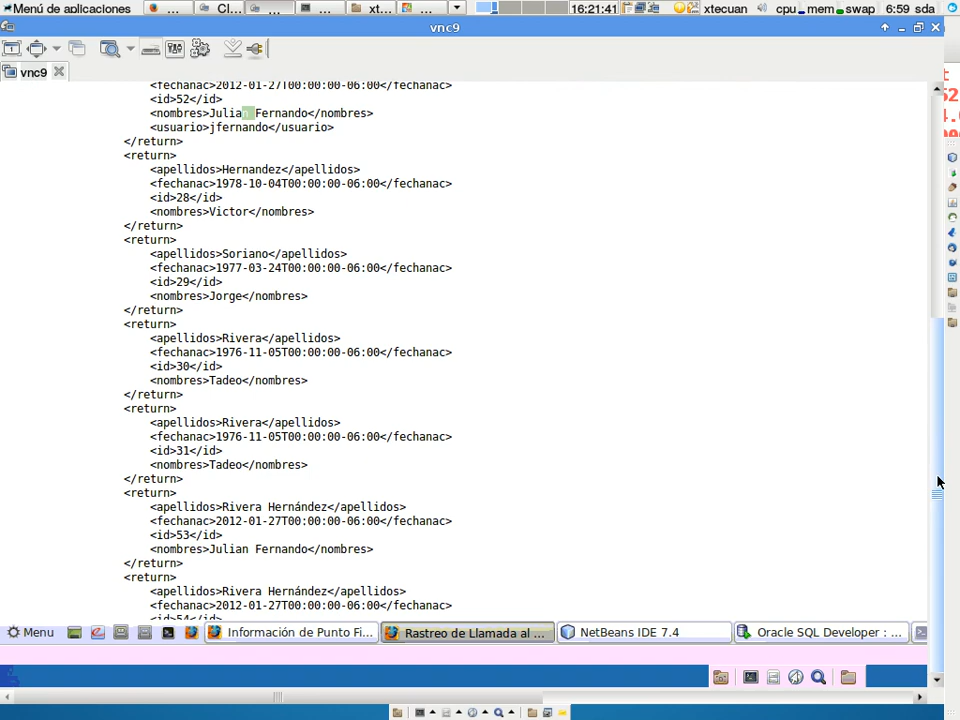 Menú de aplicaciones ... Cl... ... ... xt... ... 16:21:41 xtecuan cpu mem swap 6:59 sda
vnc9
vnc9
<fechanac>2012-01-27T00:00:00-06:00</fechanac>
<id>52</id>
<nombres>Julian Fernando</nombres>
<usuario>jfernando</usuario>
</return>
<return>
<apellidos>Hernandez</apellidos>
<fechanac>1978-10-04T00:00:00-06:00</fechanac>
<id>28</id>
<nombres>Victor</nombres>
</return>
<return>
<apellidos>Soriano</apellidos>
<fechanac>1977-03-24T00:00:00-06:00</fechanac>
<id>29</id>
<nombres>Jorge</nombres>
</return>
<return>
<apellidos>Rivera</apellidos>
<fechanac>1976-11-05T00:00:00-06:00</fechanac>
<id>30</id>
<nombres>Tadeo</nombres>
</return>
<return>
<apellidos>Rivera</apellidos>
<fechanac>1976-11-05T00:00:00-06:00</fechanac>
<id>31</id>
<nombres>Tadeo</nombres>
</return>
<return>
<apellidos>Rivera Hernández</apellidos>
<fechanac>2012-01-27T00:00:00-06:00</fechanac>
<id>53</id>
<nombres>Julian Fernando</nombres>
</return>
<return>
<apellidos>Rivera Hernández</apellidos>
<fechanac>2012-01-27T00:00:00-06:00</fechanac>
<id>54</id>
Menu Información de Punto Fi... Rastreo de Llamada al ... NetBeans IDE 7.4 Oracle SQL Developer : ...